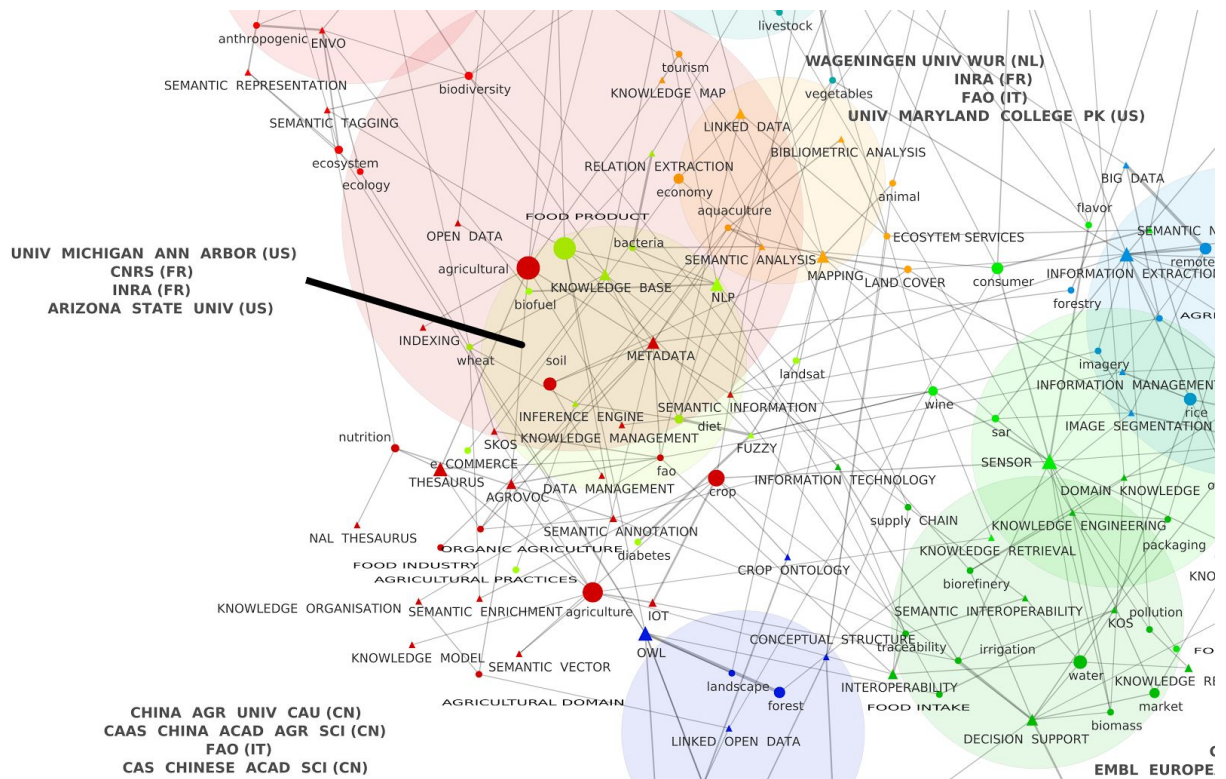 livestock
anthropogenic
ENVO
WAGENINGEN UNIV WUR (NL)
INRA (FR)
FAO (IT)
UNIV MARYLAND COLLEGE PK (US)
tourism
SEMANTIC REPRESENTATION
biodiversity
KNOWLEDGE MAP
vegetables
SEMANTIC TAGGING
LINKED DATA
BIBLIOMETRIC ANALYSIS
ecosystem
RELATION EXTRACTION
BIG DATA
ecology
economy
animal
aquaculture
flavor
FOOD PRODUCT
OPEN DATA
bacteria
ECOSYTEM SERVICES
SEMANTIC
UNIV MICHIGAN ANN ARBOR (US)
CNRS (FR)
INRA (FR)
ARIZONA STATE UNIV (US)
agricultural
SEMANTIC ANALYSIS
remote
MAPPING
INFORMATION EXTRACTION
LAND COVER
consumer
biofuel
KNOWLEDGE BASE
NLP
forestry
INDEXING
METADATA
wheat
soil
landsat
imagery
INFORMATION MANAGEMENT
wine
SEMANTIC INFORMATION
rice
INFERENCE ENGINE
diet
IMAGE SEGMENTATION
nutrition
SKOS
KNOWLEDGE MANAGEMENT
FUZZY
sar
e-COMMERCE
fao
SENSOR
THESAURUS
AGROVOC
DATA MANAGEMENT
crop
INFORMATION TECHNOLOGY
DOMAIN KNOWLEDGE
supply CHAIN
KNOWLEDGE ENGINEERING
NAL THESAURUS
SEMANTIC ANNOTATION
packaging
ORGANIC AGRICULTURE
diabetes
KNOWLEDGE RETRIEVAL
FOOD INDUSTRY
CROP ONTOLOGY
AGRICULTURAL PRACTICES
biorefinery
KNOWLEDGE ORGANISATION
SEMANTIC ENRICHMENT
agriculture
IOT
SEMANTIC INTEROPERABILITY
pollution
KOS
CONCEPTUAL STRUCTURE
traceability
irrigation
KNOWLEDGE MODEL
SEMANTIC VECTOR
OWL
water
landscape
INTEROPERABILITY
AGRICULTURAL DOMAIN
forest
FOOD INTAKE
market
biomass
LINKED OPEN DATA
DECISION SUPPORT
CHINA AGR UNIV CAU (CN)
CAAS CHINA ACAD AGR SCI (CN)
FAO (IT)
CAS CHINESE ACAD SCI (CN)
EMBL